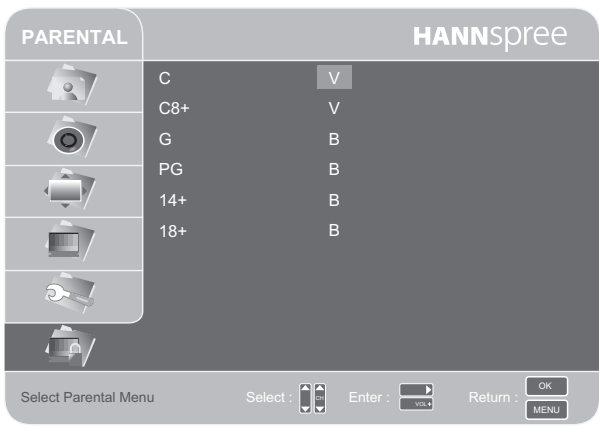 PARENTAL
HANNspree
C V
C8+ V
G B
PG B
14+ B
18+ B
Select Parental Menu Select : CH Enter : VOL+ Return : OK MENU